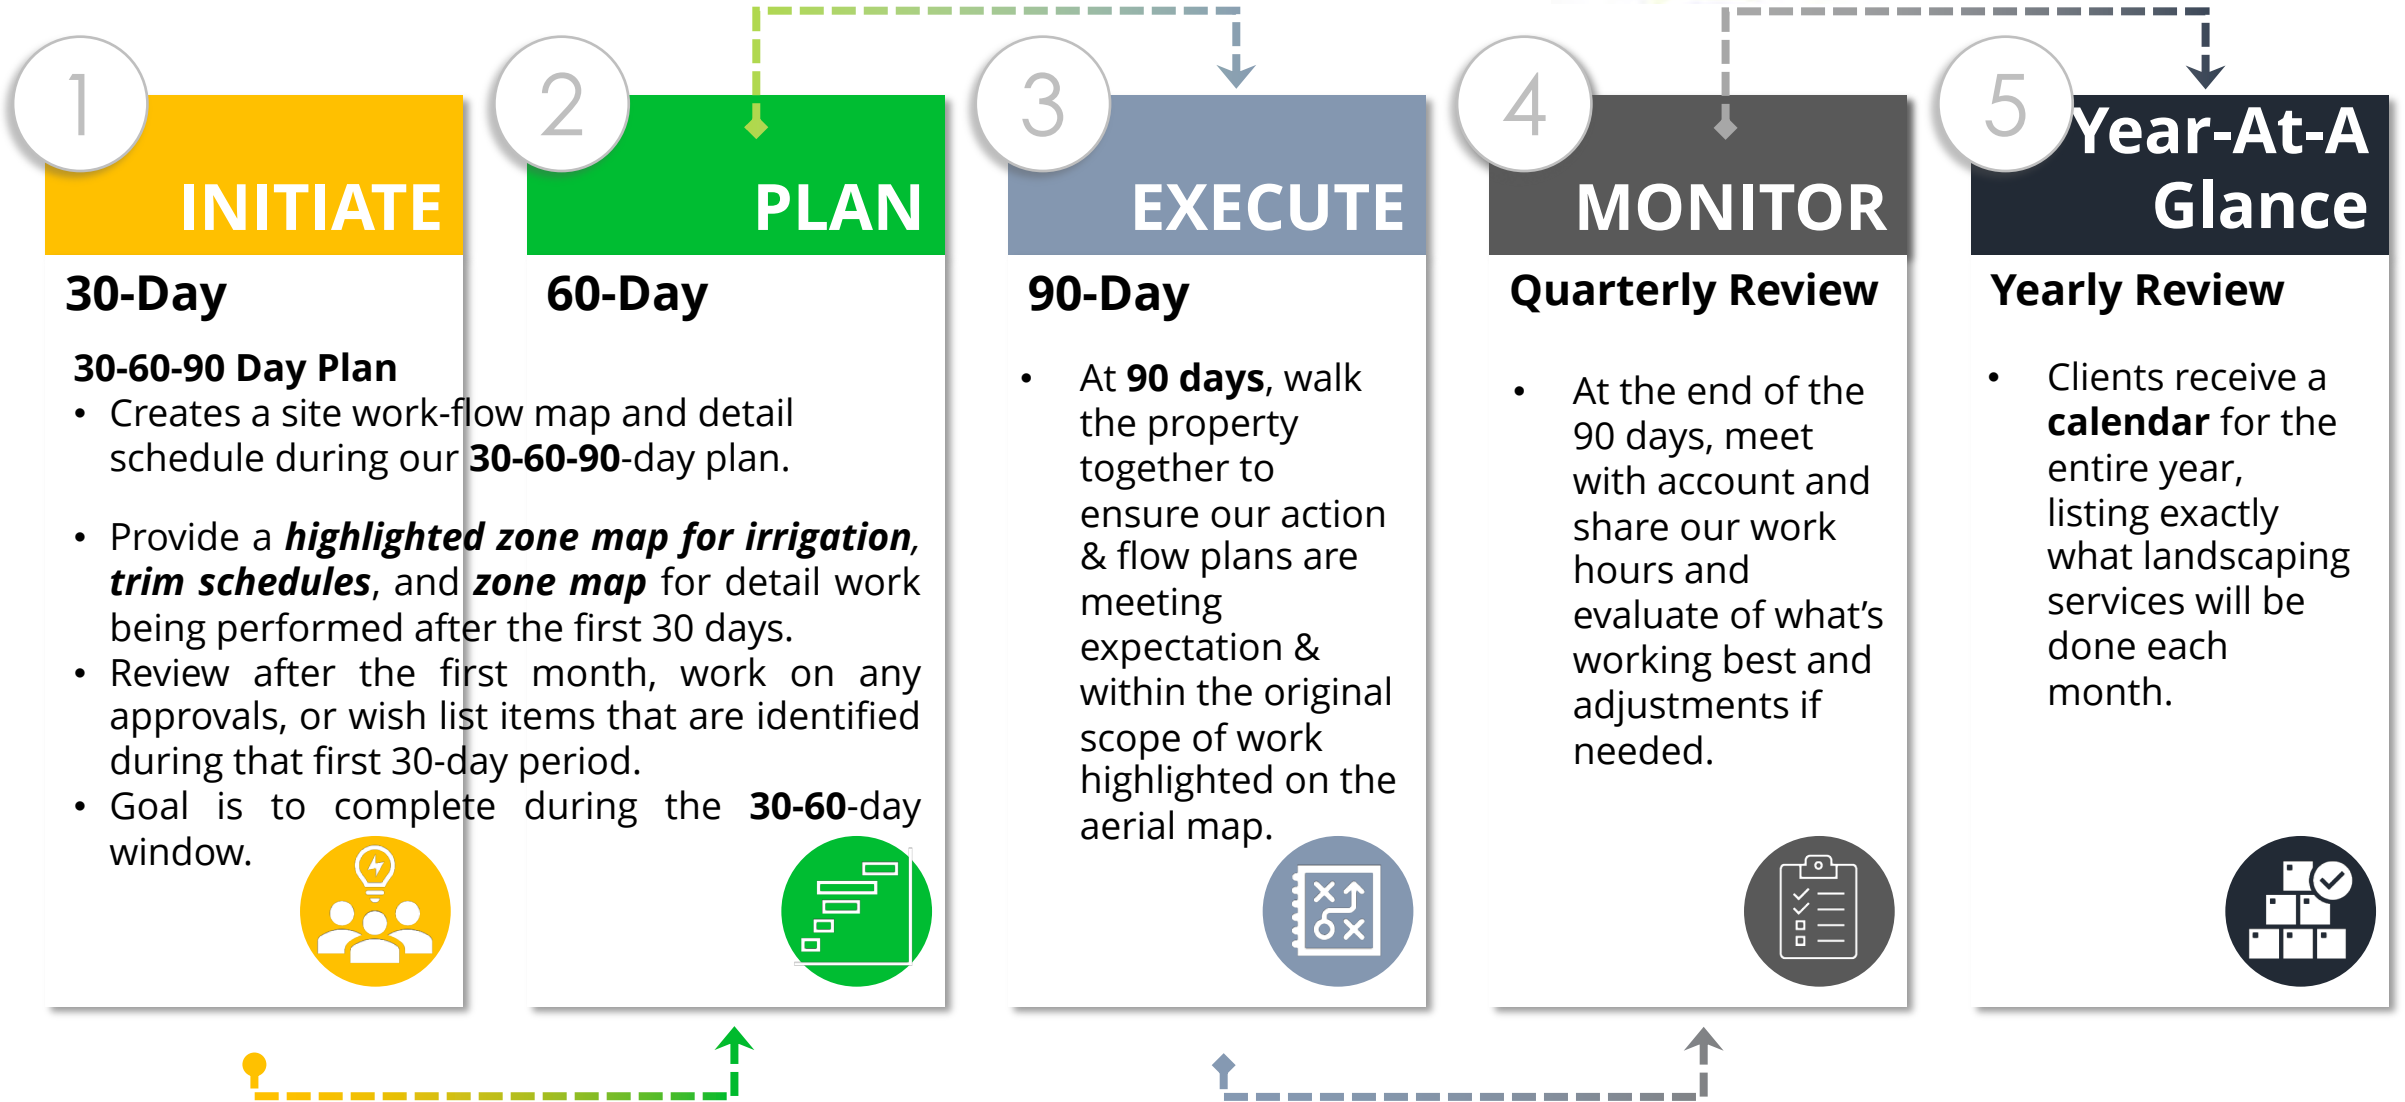 1
INITIATE
30-Day
2
PLAN
60-Day
30-60-90 Day Plan
• Creates a site work-flow map and detail
schedule during our 30-60-90-day plan.
• Provide a highlighted zone map for irrigation,
trim schedules, and zone map for detail work
being performed after the first 30 days.
• Review after the first month, work on any
approvals, or wish list items that are identified
during that first 30-day period.
• Goal is to complete during the 30-60-day
window.
3
EXECUTE
90-Day
• At 90 days, walk
the property
together to
ensure our action
& flow plans are
meeting
expectation &
within the original
scope of work
highlighted on the
aerial map.
4
MONITOR
Quarterly Review
• At the end of the
90 days, meet
with account and
share our work
hours and
evaluate of what’s
working best and
adjustments if
needed.
5
Year-At-A
Glance
Yearly Review
• Clients receive a
calendar for the
entire year,
listing exactly
what landscaping
services will be
done each
month.